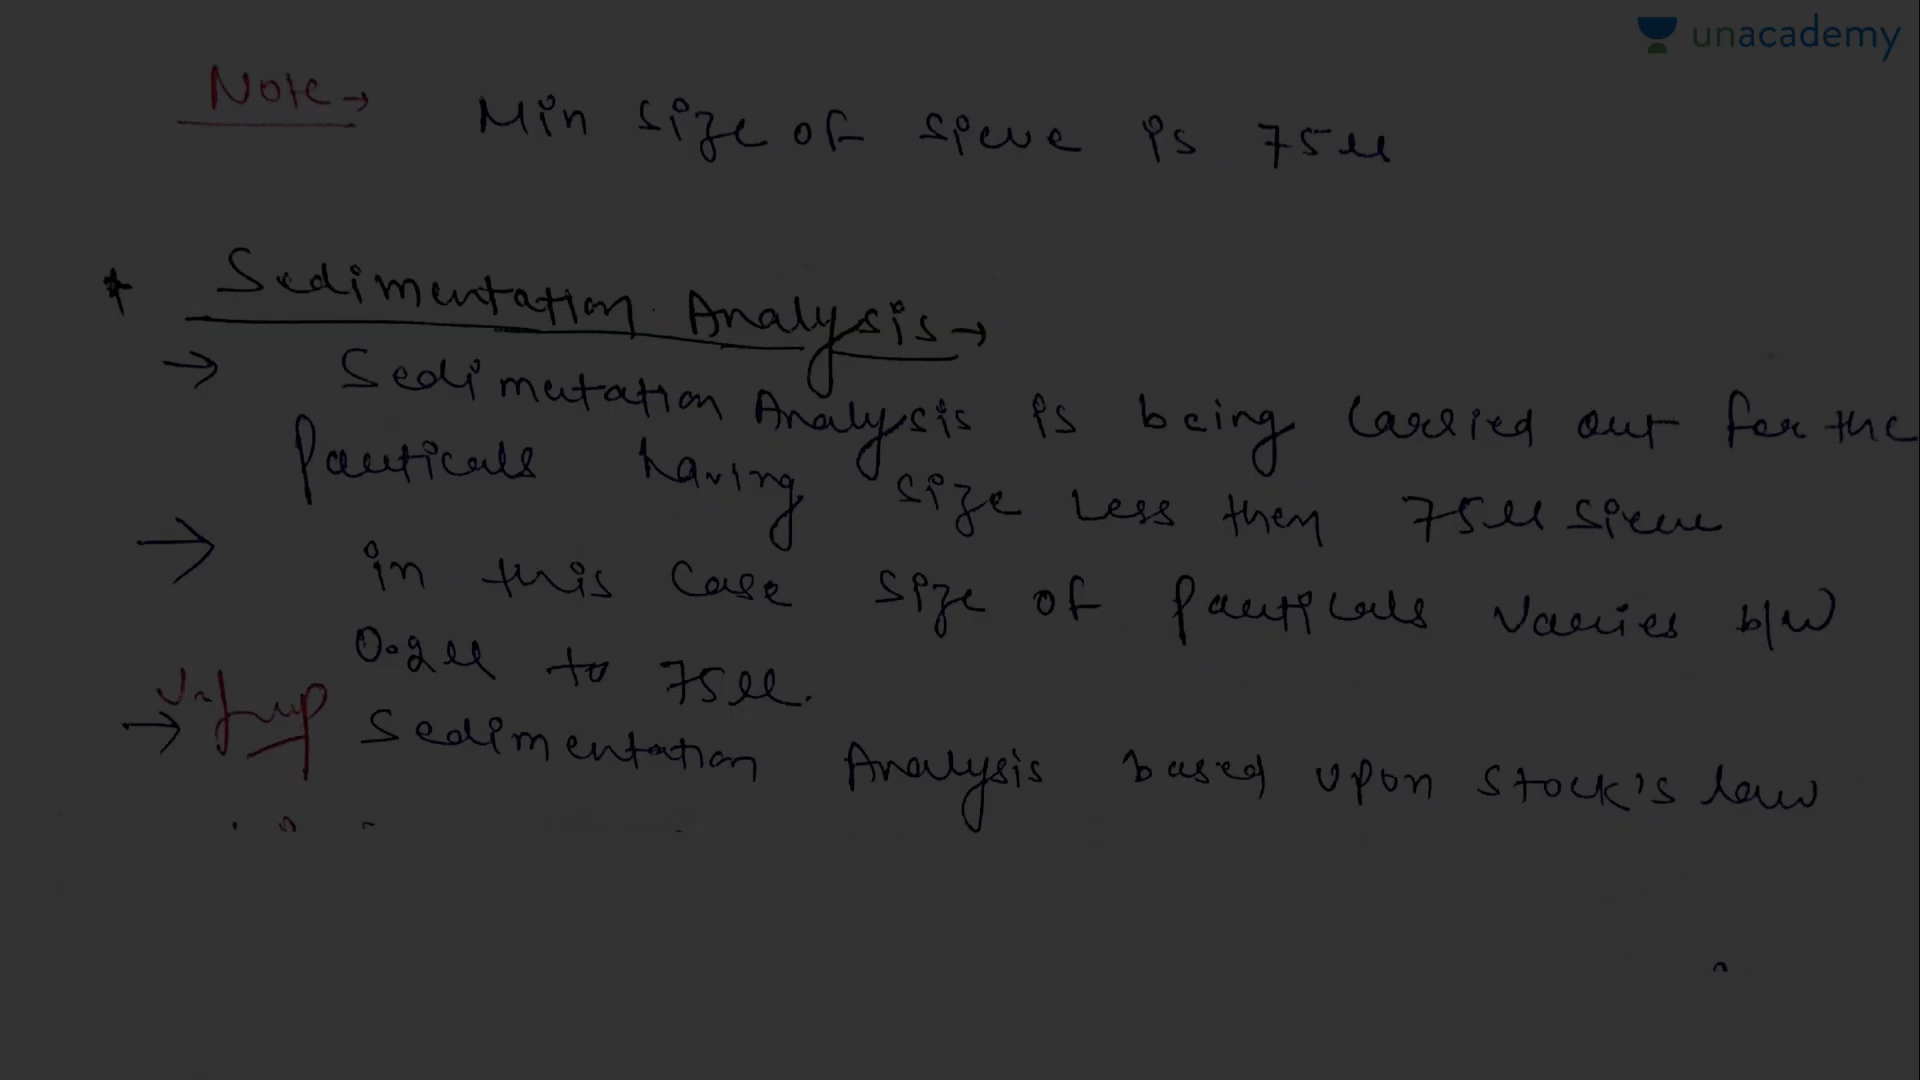 unacademy
Note → Min size of sieve is 75μ
* Sedimentation Analysis →
→ Sedimutation Analysis is being carried out for the
Particals having size less then 75μ sieve
→ in this case size of Particals varies b/w
0.2μ to 75μ.
→ V-Imp Sedimentation Analysis based upon Stock's law